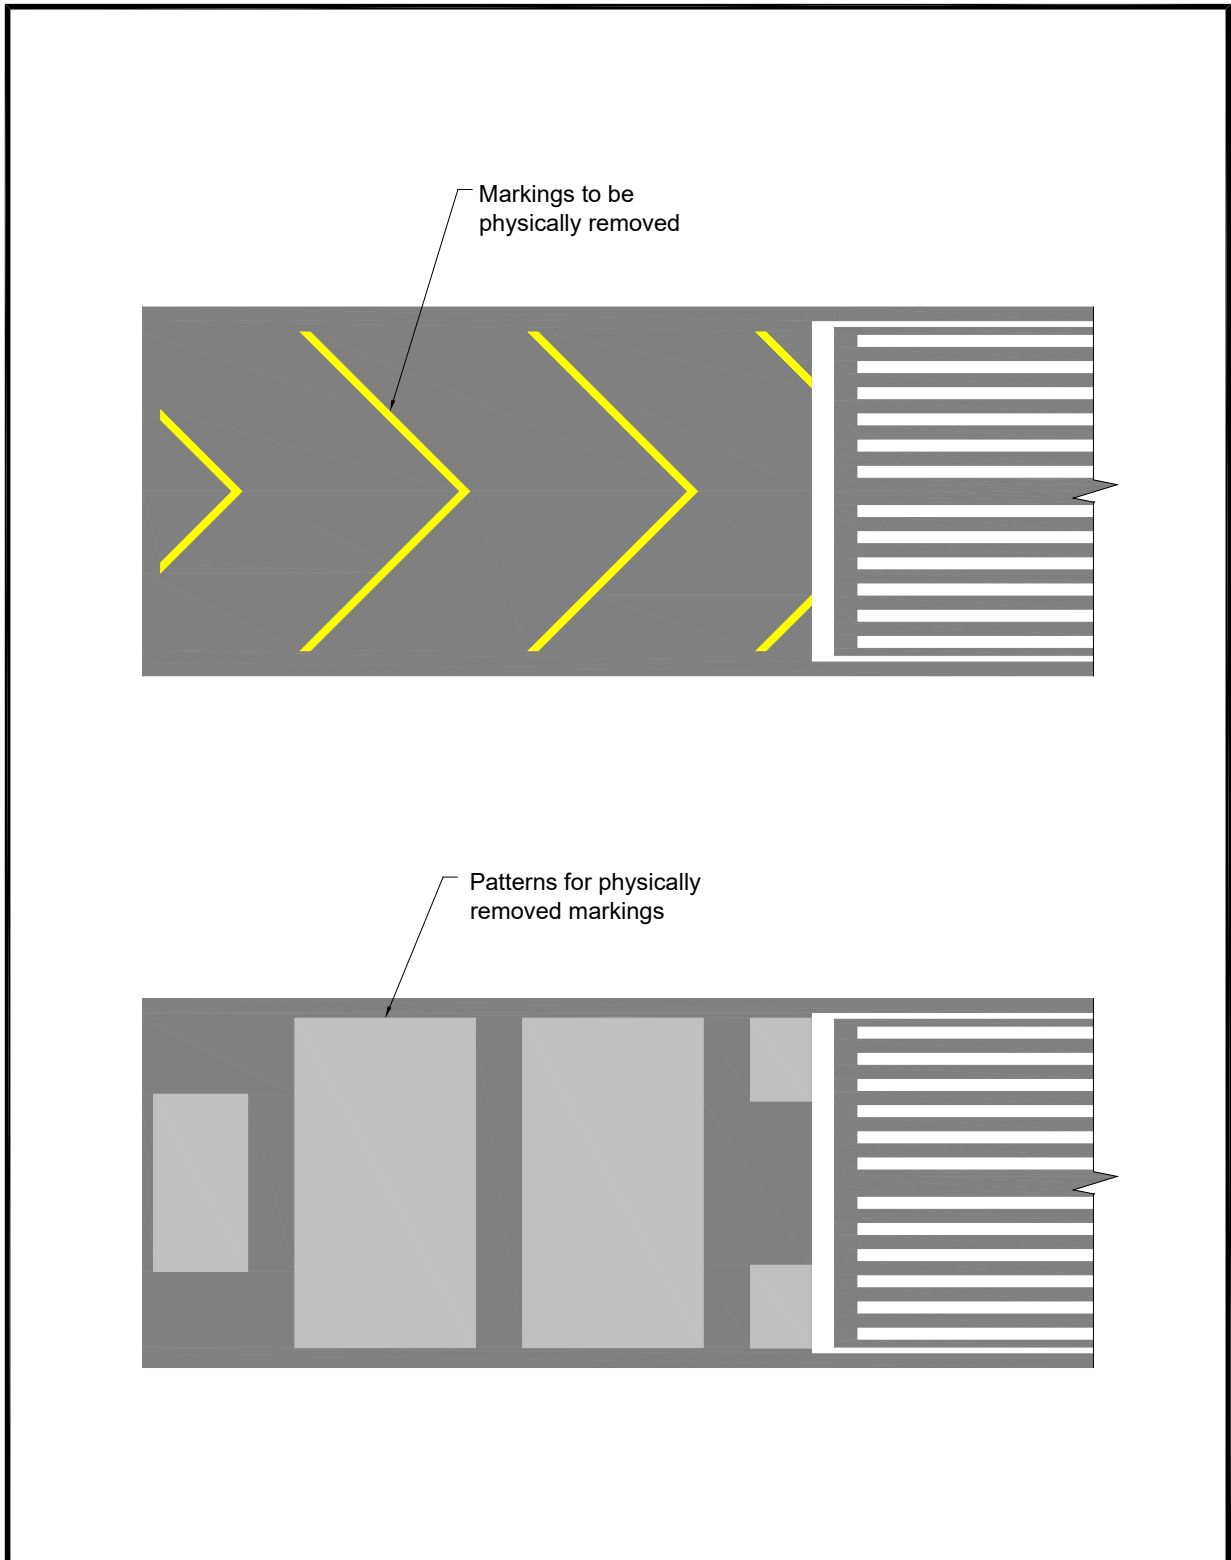 Markings to be
physically removed
Patterns for physically
removed markings